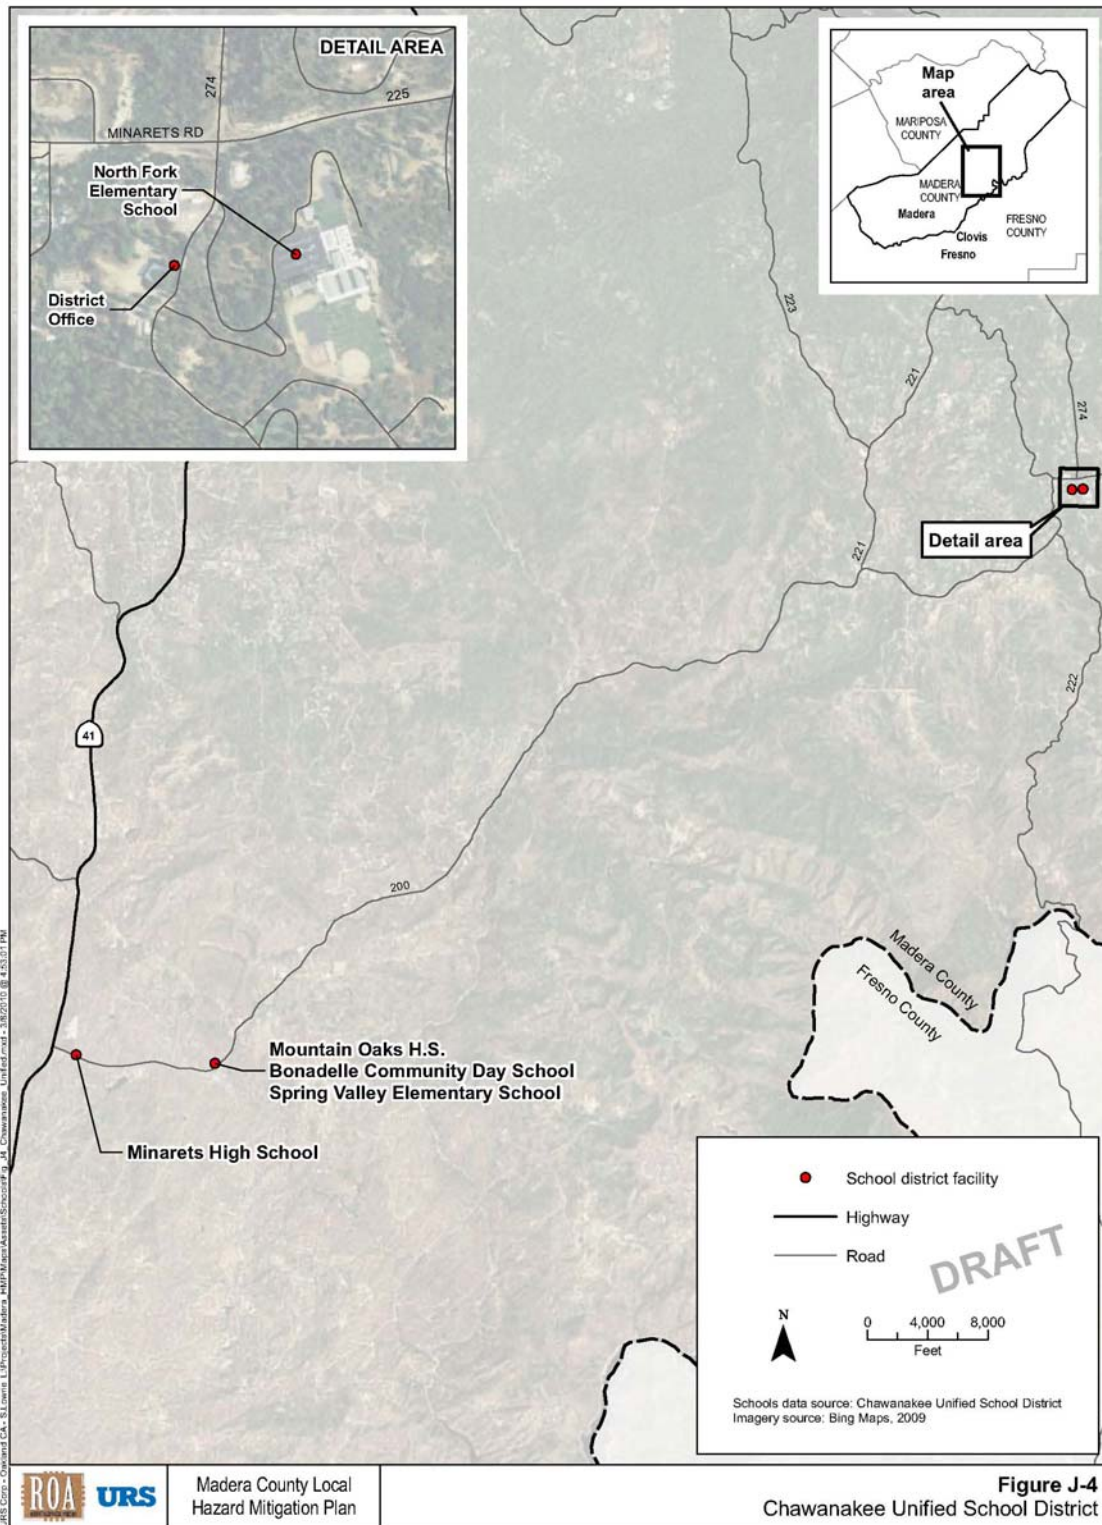 DETAIL AREA
274
225
MINARETS RD
North Fork
Elementary
School
District
Office
Map
area
MARIPOSA
COUNTY
MADERA
COUNTY
Madera
FRESNO
COUNTY
Clovis
Fresno
223
221
274
Detail area
221
222
41
200
Madera County
Fresno County
Mountain Oaks H.S.
Bonadelle Community Day School
Spring Valley Elementary School
Minarets High School
School district facility
Highway
Road
DRAFT
N
0 4,000 8,000
Feet
Schools data source: Chawanakee Unified School District
Imagery source: Bing Maps, 2009
ROA
URS
Madera County Local
Hazard Mitigation Plan
Figure J-4
Chawanakee Unified School District